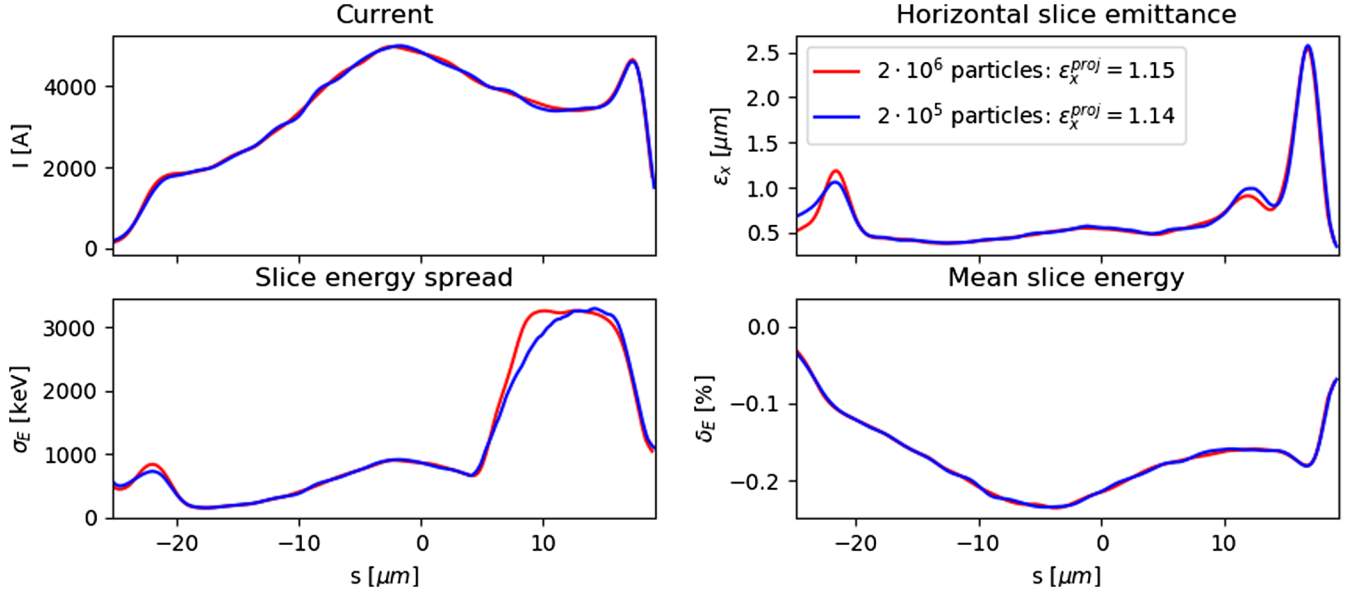 Current
I [A]
4000
2000
0
Horizontal slice emittance
εₓ [μm]
2.5
2.0
1.5
1.0
0.5
2·10⁶ particles: εₓᵖʳᵒʲ = 1.15
2·10⁵ particles: εₓᵖʳᵒʲ = 1.14
Slice energy spread
σ_E [keV]
3000
2000
1000
0
−20 −10 0 10
s [μm]
Mean slice energy
δ_E [%]
0.0
−0.1
−0.2
−20 −10 0 10
s [μm]